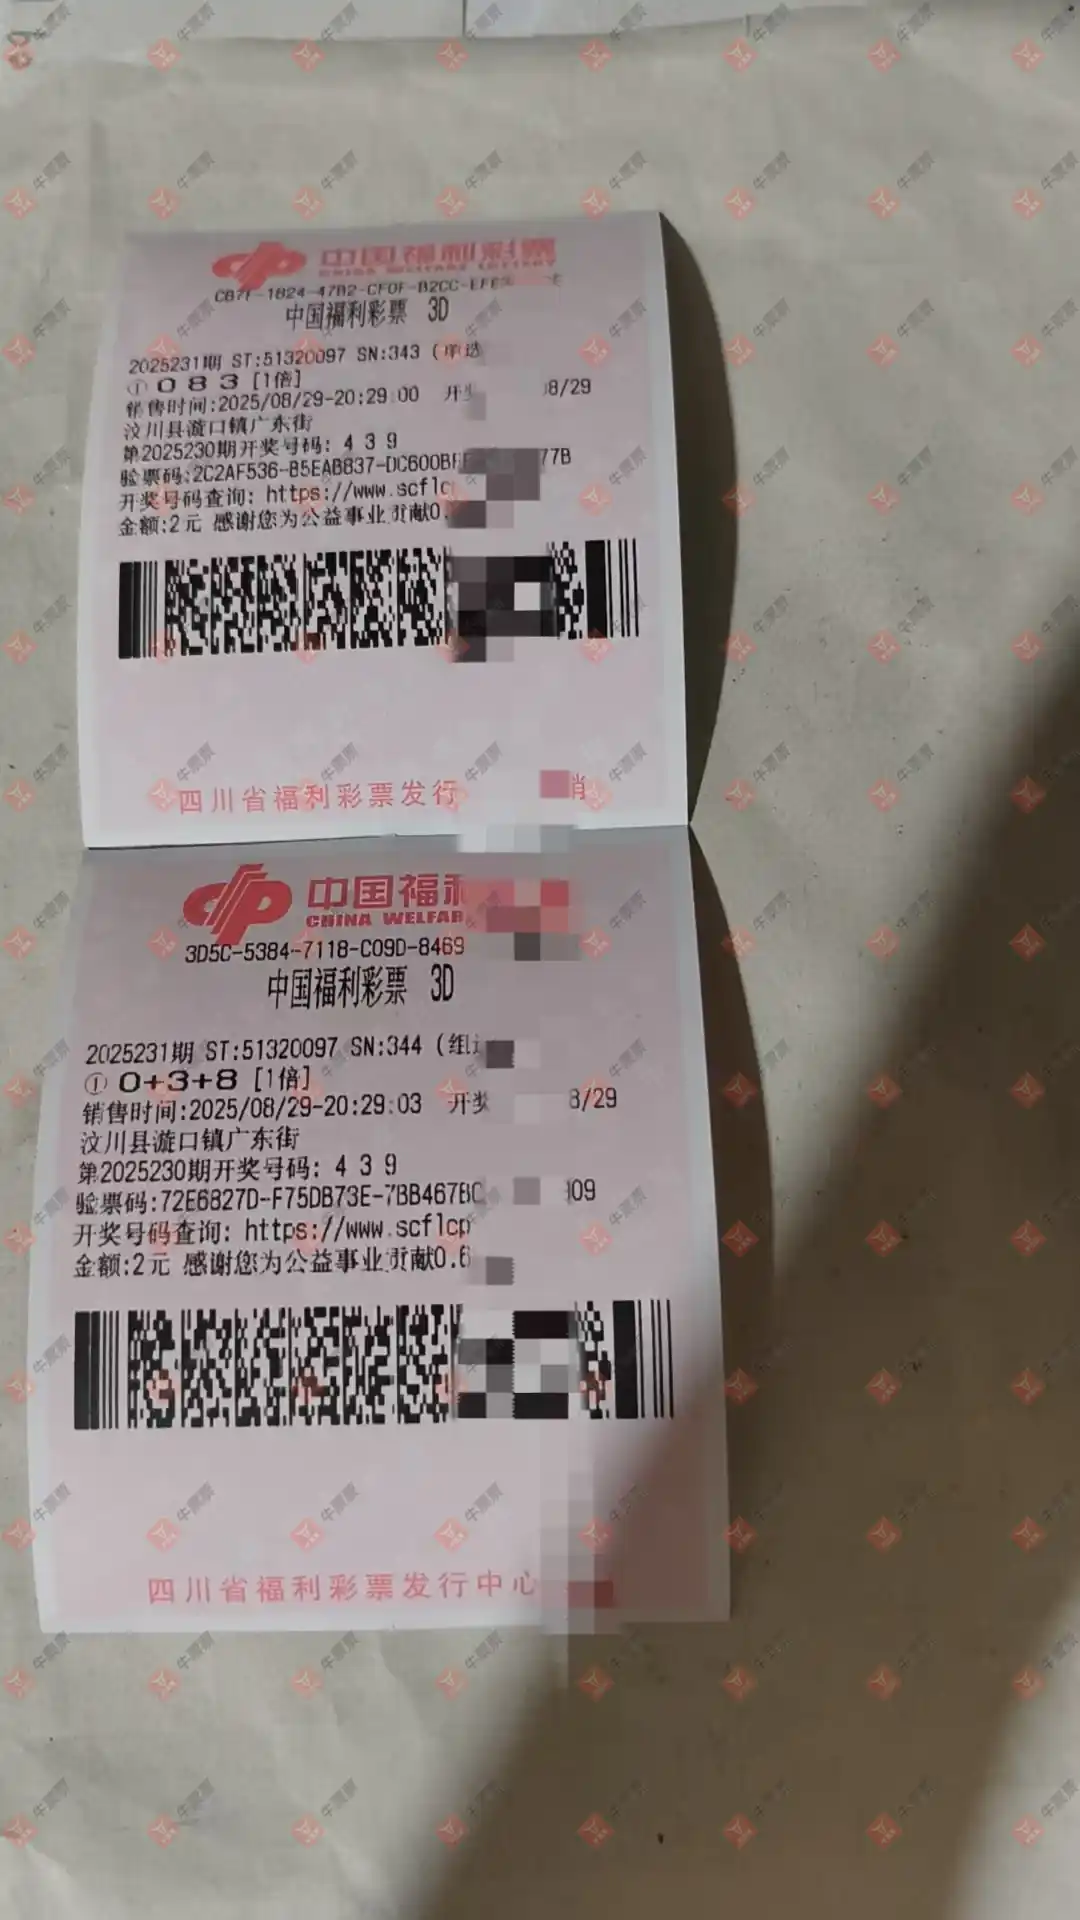 中国福利彩票
CHINA WELFARE LOTTERY
中国福利彩票 3D
2025231期 ST:51320097 SN:343 (单选
① 0 8 3 [1倍]
销售时间:2025/08/29-20:29:00 开奖 08/29
汶川县漩口镇广东街
第2025230期开奖号码: 4 3 9
验票码:2C2AF536-B5EAB837-DC600B 77B
开奖号码查询: https://www.scflc
金额:2元 感谢您为公益事业贡献0.
四川省福利彩票发行 销
中国福利
CHINA WELFAR
3D5C-5384-7118-C09D-8469
中国福利彩票 3D
2025231期 ST:51320097 SN:344 (组
① 0+3+8 [1倍]
销售时间:2025/08/29-20:29:03 开奖 8/29
汶川县漩口镇广东街
第2025230期开奖号码: 4 3 9
验票码:72E6827D-F75DB73E-7BB467B 09
开奖号码查询: https://www.scflcp
金额:2元 感谢您为公益事业贡献0.6
四川省福利彩票发行中心
牛票票